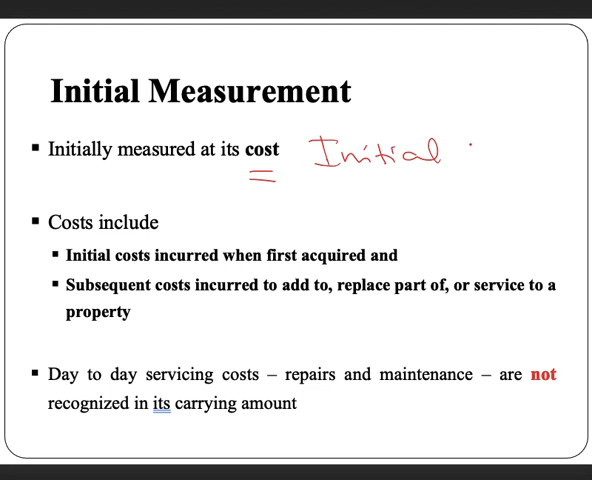 Initial Measurement
▪ Initially measured at its cost Initial
▪ Costs include
▪ Initial costs incurred when first acquired and
▪ Subsequent costs incurred to add to, replace part of, or service to a
property
▪ Day to day servicing costs – repairs and maintenance – are not
recognized in its carrying amount